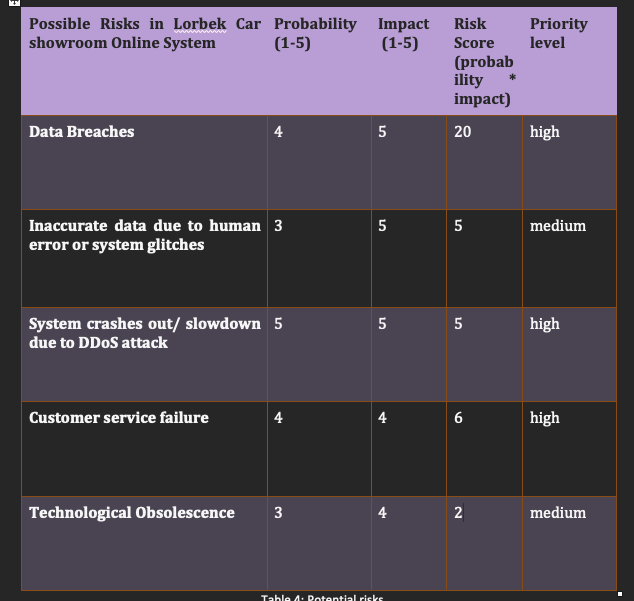 Possible Risks in Lorbek Car showroom Online System Probability (1-5) Impact (1-5) Risk Score (probability * impact) Priority level
Data Breaches 4 5 20 high
Inaccurate data due to human error or system glitches 3 5 5 medium
System crashes out/ slowdown due to DDoS attack 5 5 5 high
Customer service failure 4 4 6 high
Technological Obsolescence 3 4 2 medium
Table 4: Potential risks